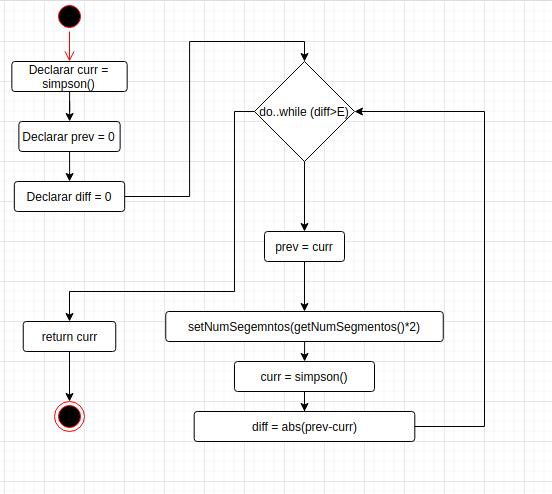 Declarar curr =
simpson()
Declarar prev = 0
Declarar diff = 0
do..while (diff>E)
prev = curr
setNumSegemntos(getNumSegmentos()*2)
curr = simpson()
diff = abs(prev-curr)
return curr